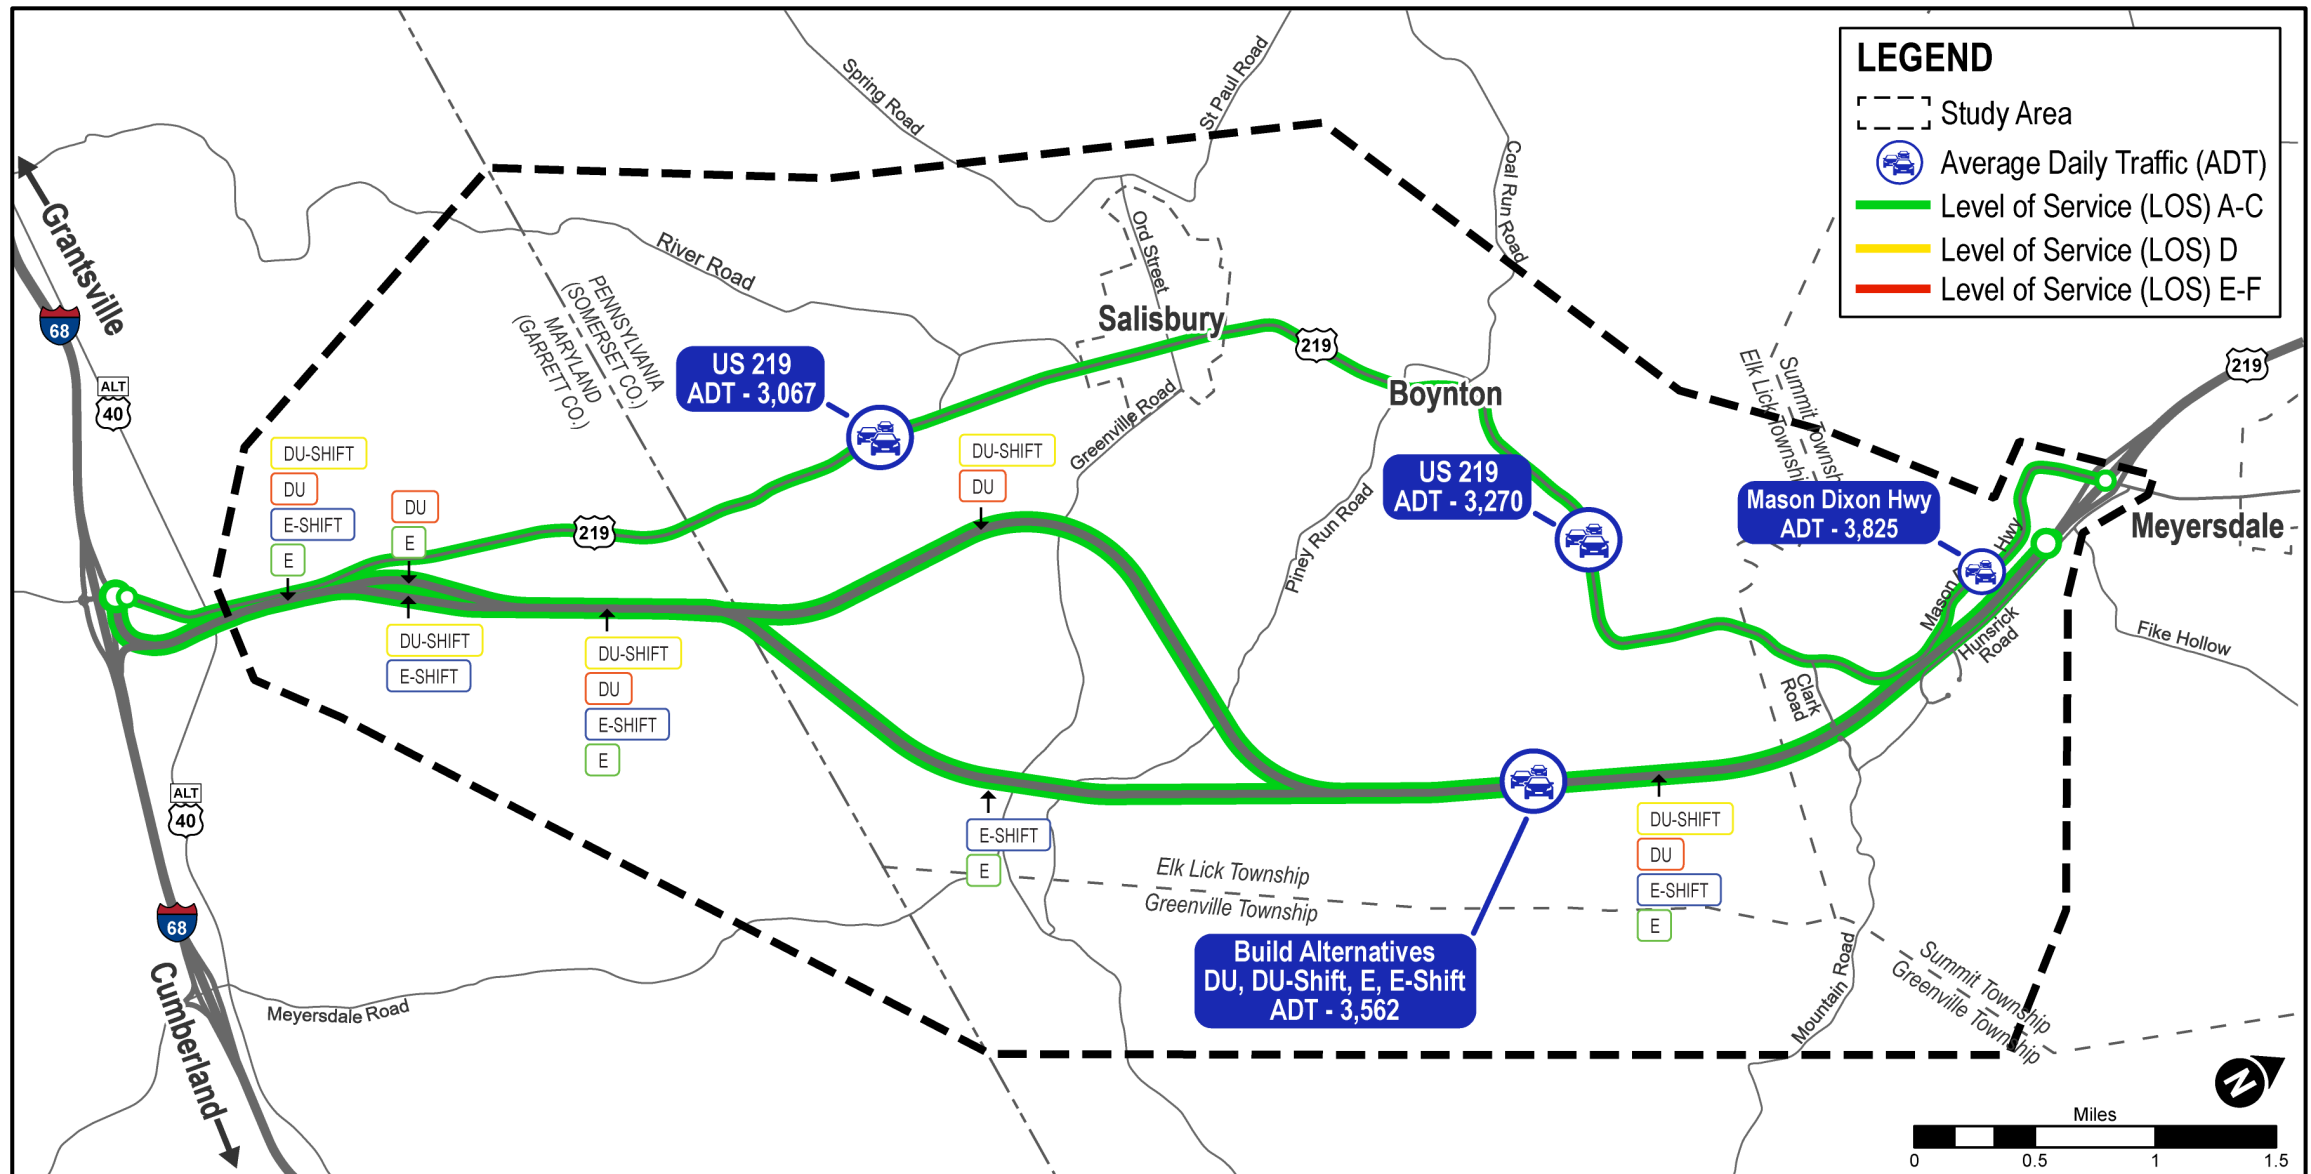 LEGEND
Study Area
Average Daily Traffic (ADT)
Level of Service (LOS) A-C
Level of Service (LOS) D
Level of Service (LOS) E-F
Grantsville
68
ALT
40
Spring Road
St Paul Road
Coal Run Road
River Road
Ord Street
PENNSYLVANIA
(SOMERSET CO.)
MARYLAND
(GARRETT CO.)
Salisbury
219
Boynton
Greenville Road
Piney Run Road
US 219
ADT - 3,067
US 219
ADT - 3,270
Mason Dixon Hwy
ADT - 3,825
Summit Township
Elk Lick Township
219
Meyersdale
Mason
Hwy
Hunsrick
Road
Fike Hollow
Clark
Road
DU-SHIFT
DU
E-SHIFT
E
DU
E
219
DU-SHIFT
E-SHIFT
DU-SHIFT
DU
E-SHIFT
E
DU-SHIFT
DU
E-SHIFT
E
DU-SHIFT
DU
E-SHIFT
E
Elk Lick Township
Greenville Township
Build Alternatives
DU, DU-Shift, E, E-Shift
ADT - 3,562
Summit Township
Greenville Township
Mountain Road
ALT
40
68
Cumberland
Meyersdale Road
N
Miles
0 0.5 1 1.5